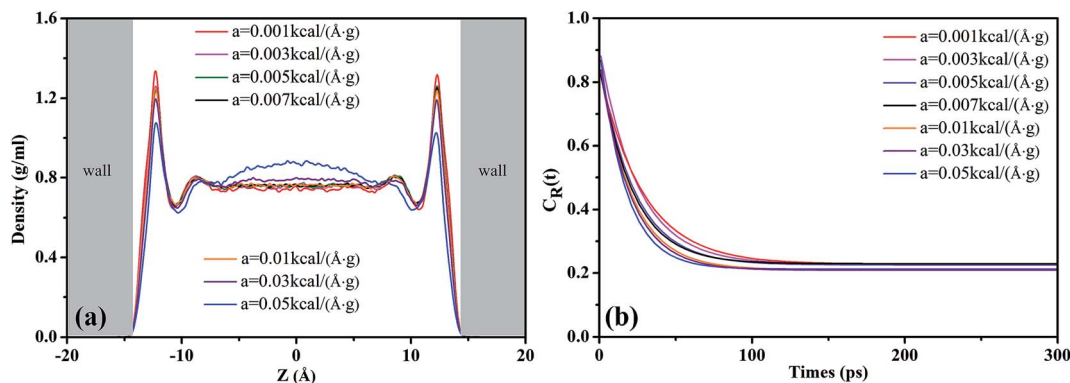 1.6
1.2
0.8
0.4
0.0
Density (g/ml)
a=0.001kcal/(Å·g)
a=0.003kcal/(Å·g)
a=0.005kcal/(Å·g)
a=0.007kcal/(Å·g)
wall
wall
a=0.01kcal/(Å·g)
a=0.03kcal/(Å·g)
a=0.05kcal/(Å·g)
(a)
-20 -10 0 10 20
Z (Å)
1.0
0.8
0.6
0.4
0.2
0.0
C_R(t)
a=0.001kcal/(Å·g)
a=0.003kcal/(Å·g)
a=0.005kcal/(Å·g)
a=0.007kcal/(Å·g)
a=0.01kcal/(Å·g)
a=0.03kcal/(Å·g)
a=0.05kcal/(Å·g)
(b)
0 100 200 300
Times (ps)